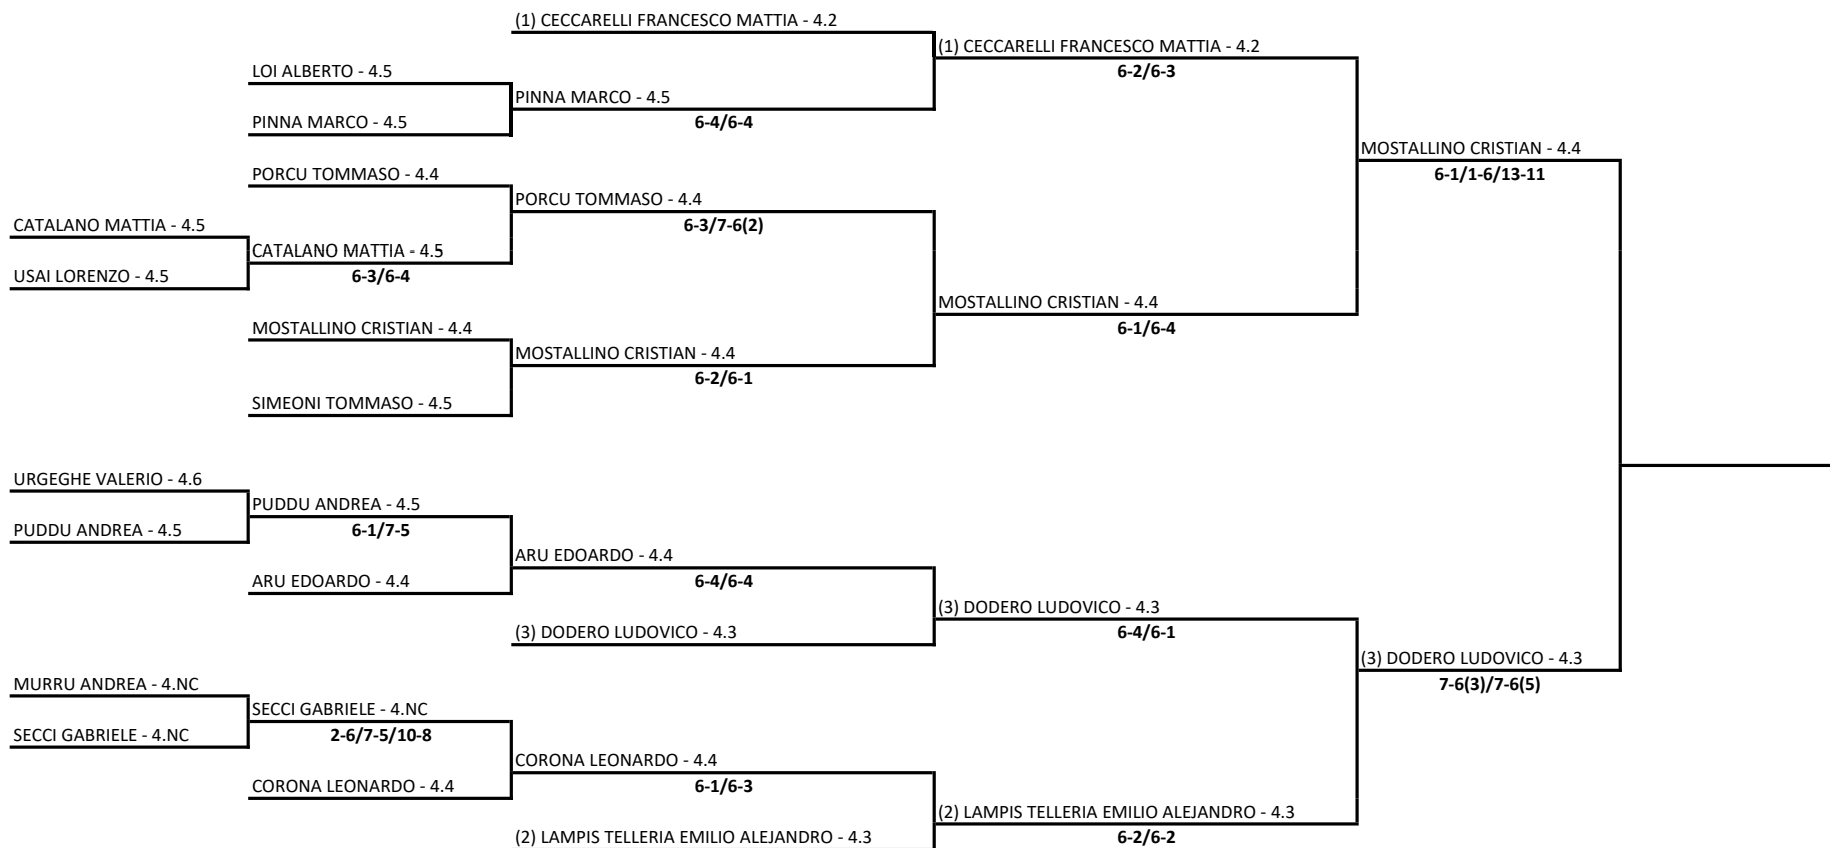 (1) CECCARELLI FRANCESCO MATTIA - 4.2
(1) CECCARELLI FRANCESCO MATTIA - 4.2
LOI ALBERTO - 4.5
6-2/6-3
PINNA MARCO - 4.5
PINNA MARCO - 4.5
6-4/6-4
MOSTALLINO CRISTIAN - 4.4
PORCU TOMMASO - 4.4
6-1/1-6/13-11
PORCU TOMMASO - 4.4
CATALANO MATTIA - 4.5
6-3/7-6(2)
CATALANO MATTIA - 4.5
USAI LORENZO - 4.5
6-3/6-4
MOSTALLINO CRISTIAN - 4.4
MOSTALLINO CRISTIAN - 4.4
6-1/6-4
MOSTALLINO CRISTIAN - 4.4
6-2/6-1
SIMEONI TOMMASO - 4.5
URGEGHE VALERIO - 4.6
PUDDU ANDREA - 4.5
PUDDU ANDREA - 4.5
6-1/7-5
ARU EDOARDO - 4.4
ARU EDOARDO - 4.4
6-4/6-4
(3) DODERO LUDOVICO - 4.3
(3) DODERO LUDOVICO - 4.3
6-4/6-1
(3) DODERO LUDOVICO - 4.3
MURRU ANDREA - 4.NC
7-6(3)/7-6(5)
SECCI GABRIELE - 4.NC
SECCI GABRIELE - 4.NC
2-6/7-5/10-8
CORONA LEONARDO - 4.4
CORONA LEONARDO - 4.4
6-1/6-3
(2) LAMPIS TELLERIA EMILIO ALEJANDRO - 4.3
(2) LAMPIS TELLERIA EMILIO ALEJANDRO - 4.3
6-2/6-2